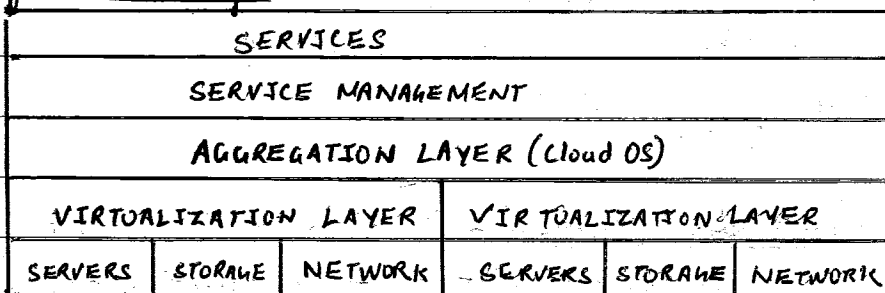 SERVICES
SERVICE MANAGEMENT
AGGREGATION LAYER (Cloud OS)
VIRTUALIZATION LAYER VIRTUALIZATION LAYER
SERVERS STORAGE NETWORK SERVERS STORAGE NETWORK